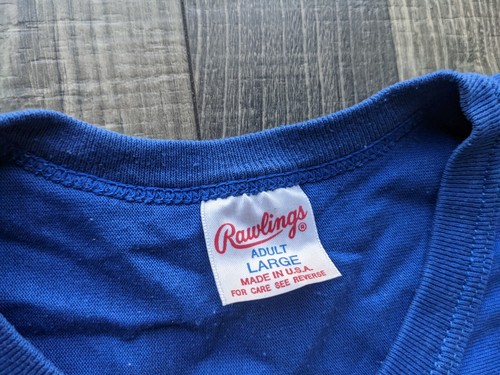 Rawlings®
ADULT
LARGE
MADE IN U.S.A.
FOR CARE SEE REVERSE